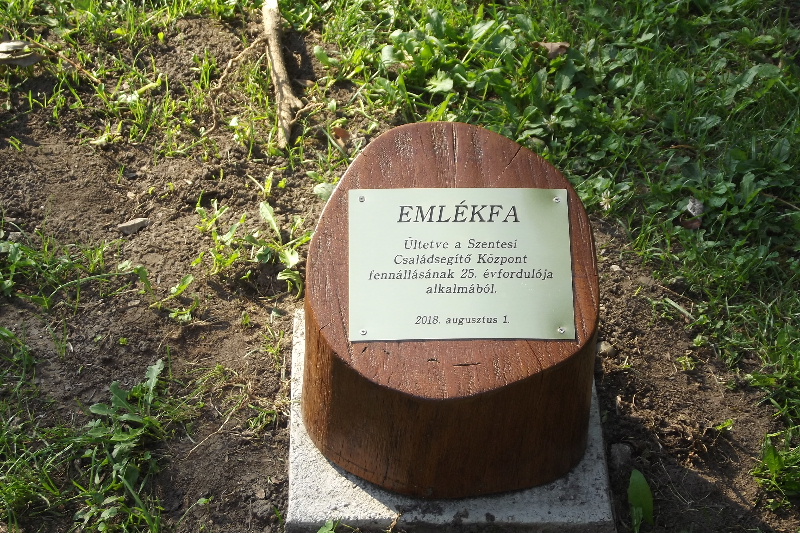 EMLÉKFA
Ültetve a Szentesi
Családsegítő Központ
fennállásának 25. évfordulója
alkalmából.
2018. augusztus 1.